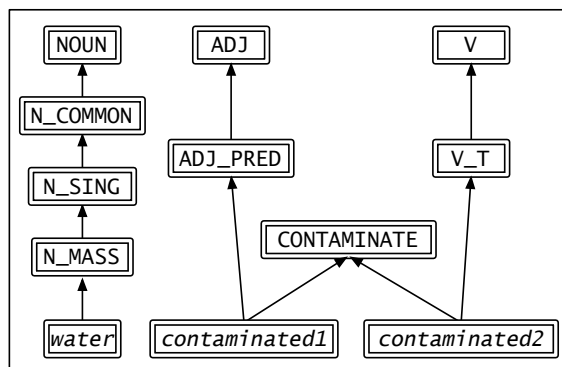 NOUN ADJ V
N_COMMON
ADJ_PRED V_T
N_SING
CONTAMINATE
N_MASS
water contaminated1 contaminated2